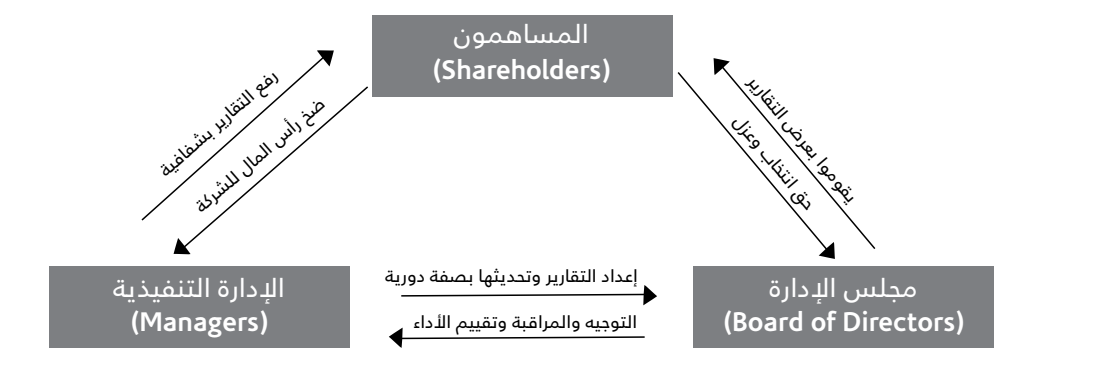 المساهمون
(Shareholders)
رفع التقارير بشفافية
ضخ رأس المال للشركة
يقوموا بعرض التقارير
حق انتخاب وعزل
الإدارة التنفيذية
(Managers)
إعداد التقارير وتحديثها بصفة دورية
التوجيه والمراقبة وتقييم الأداء
مجلس الإدارة
(Board of Directors)